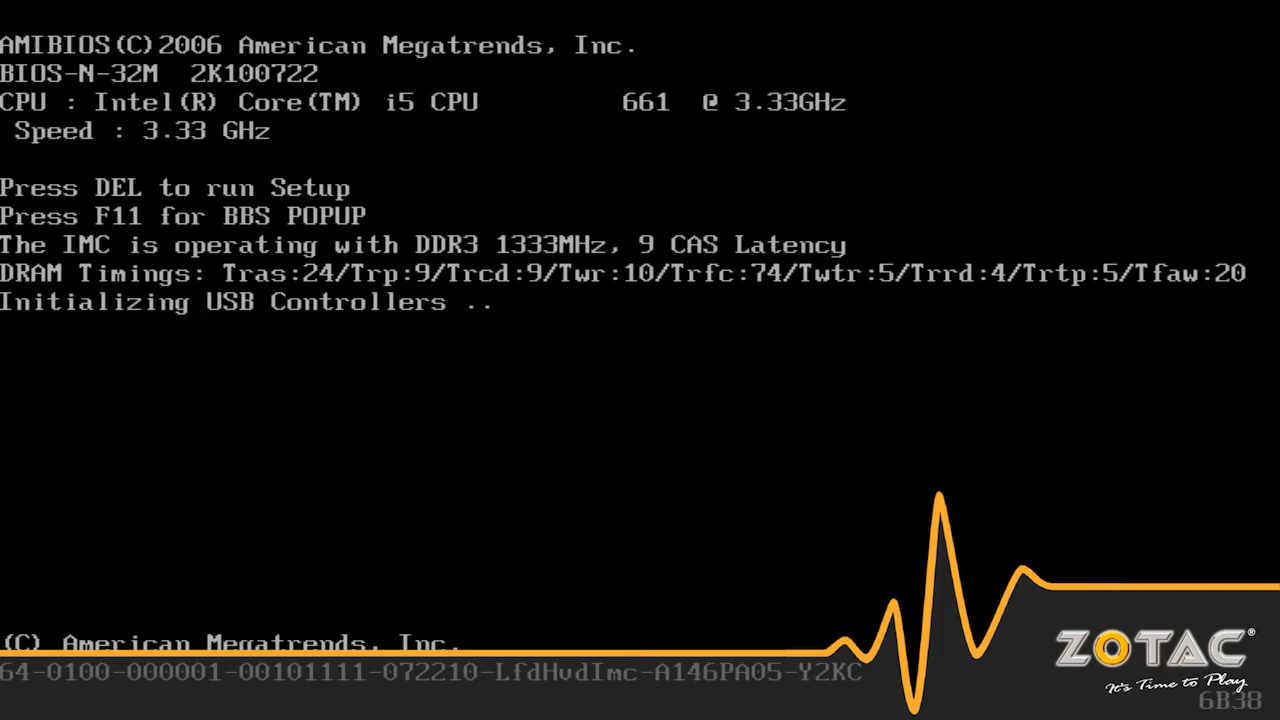 AMIBIOS(C)2006 American Megatrends, Inc.
BIOS-N-32M 2K100722
CPU : Intel(R) Core(TM) i5 CPU 661 @ 3.33GHz
Speed : 3.33 GHz
Press DEL to run Setup
Press F11 for BBS POPUP
The IMC is operating with DDR3 1333MHz, 9 CAS Latency
DRAM Timings: Tras:24/Trp:9/Trcd:9/Twr:10/Trfc:74/Twtr:5/Trrd:4/Trtp:5/Tfaw:20
Initializing USB Controllers ..
(C) American Megatrends, Inc.
64-0100-000001-00101111-072210-LfdHvdImc-A146PA05-Y2KC
ZOTAC®
It's Time to Play
6B38